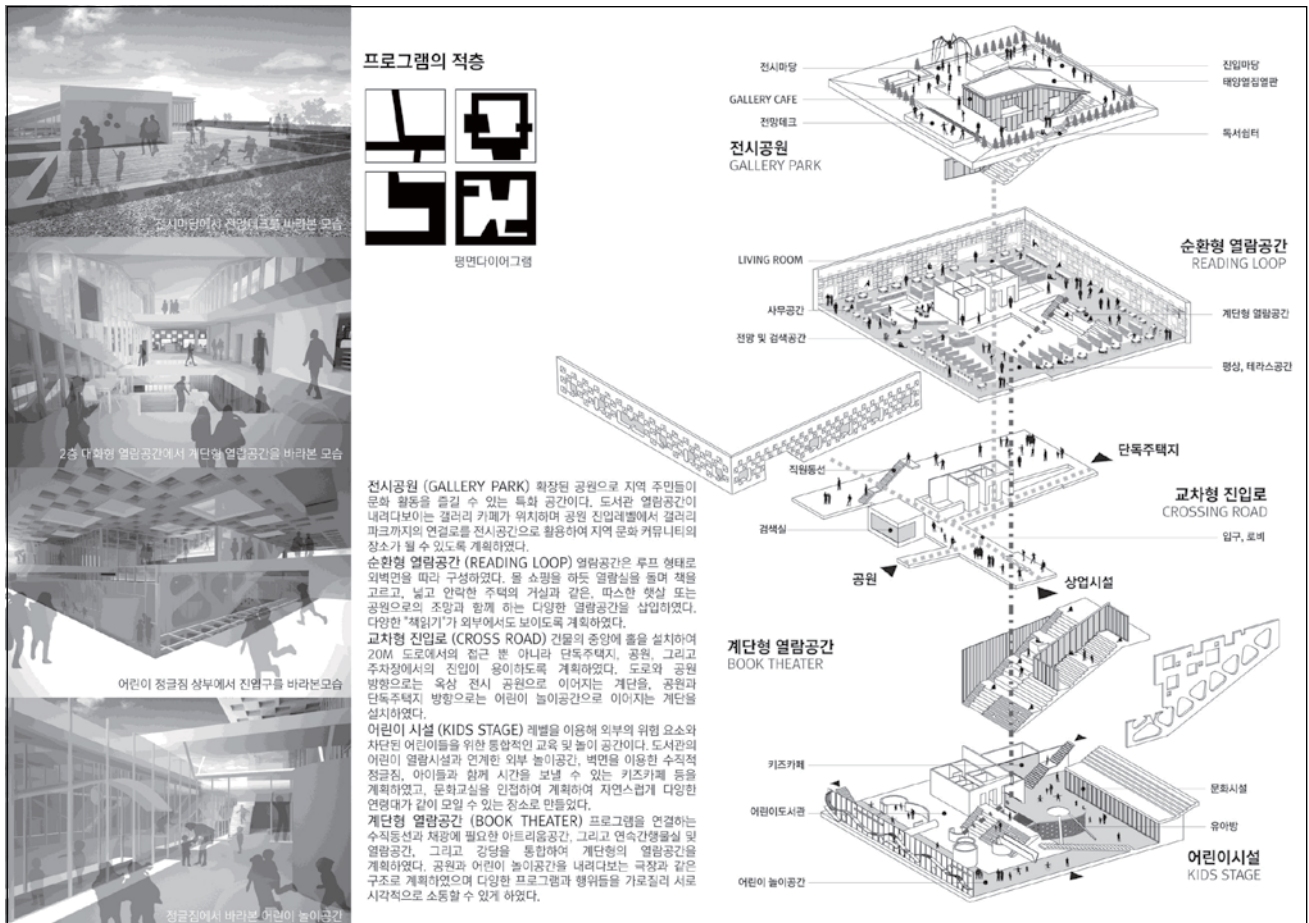 전시마당에서 전망데크를 바라본 모습
2층 대화형 열람공간에서 계단형 열람공간을 바라본 모습
어린이 정글짐 상부에서 진입구를 바라본모습
정글짐에서 바라본 어린이 놀이공간
프로그램의 적층
평면다이어그램
전시공원 (GALLERY PARK) 확장된 공원으로 지역 주민들이
문화 활동을 즐길 수 있는 특화 공간이다. 도서관 열람공간이
내려다보이는 갤러리 카페가 위치하며 공원 진입레벨에서 갤러리
파크까지의 연결로를 전시공간으로 활용하여 지역 문화 커뮤니티의
장소가 될 수 있도록 계획하였다.
순환형 열람공간 (READING LOOP) 열람공간은 루프 형태로
외벽면을 따라 구성하였다. 몰 쇼핑을 하듯 열람실을 돌며 책을
고르고, 넓고 안락한 주택의 거실과 같은, 따스한 햇살 또는
공원으로의 조망과 함께 하는 다양한 열람공간을 삽입하였다.
다양한 "책읽기"가 외부에서도 보이도록 계획하였다.
교차형 진입로 (CROSS ROAD) 건물의 중앙에 홀을 설치하여
20M 도로에서의 접근 뿐 아니라 단독주택지, 공원, 그리고
주차장에서의 진입이 용이하도록 계획하였다. 도로와 공원
방향으로는 옥상 전시 공원으로 이어지는 계단을, 공원과
단독주택지 방향으로는 어린이 놀이공간으로 이어지는 계단을
설치하였다.
어린이 시설 (KIDS STAGE) 레벨을 이용해 외부의 위험 요소와
차단된 어린이들을 위한 통합적인 교육 및 놀이 공간이다. 도서관의
어린이 열람시설과 연계한 외부 놀이공간, 벽면을 이용한 수직적
정글짐, 아이들과 함께 시간을 보낼 수 있는 키즈카페 등을
계획하였고, 문화교실을 인접하여 계획하여 자연스럽게 다양한
연령대가 같이 모일 수 있는 장소로 만들었다.
계단형 열람공간 (BOOK THEATER) 프로그램을 연결하는
수직동선과 채광에 필요한 아트리움공간, 그리고 연속간행물실 및
열람공간, 그리고 강당을 통합하여 계단형의 열람공간을
계획하였다. 공원과 어린이 놀이공간을 내려다보는 극장과 같은
구조로 계획하였으며 다양한 프로그램과 행위들을 가로질러 서로
시각적으로 소통할 수 있게 하였다.
전시마당
GALLERY CAFE
전망데크
전시공원
GALLERY PARK
진입마당
태양열집열판
독서쉼터
순환형 열람공간
READING LOOP
LIVING ROOM
사무공간
전망 및 검색공간
계단형 열람공간
평상, 테라스공간
단독주택지
직원동선
교차형 진입로
CROSSING ROAD
검색실
입구, 로비
공원
상업시설
계단형 열람공간
BOOK THEATER
키즈카페
어린이도서관
어린이 놀이공간
문화시설
유아방
어린이시설
KIDS STAGE